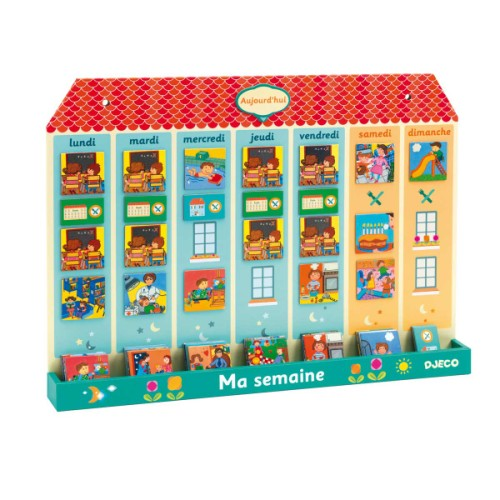 Aujourd'hui
lundi mardi mercredi jeudi vendredi samedi dimanche
Ma semaine
DJECO